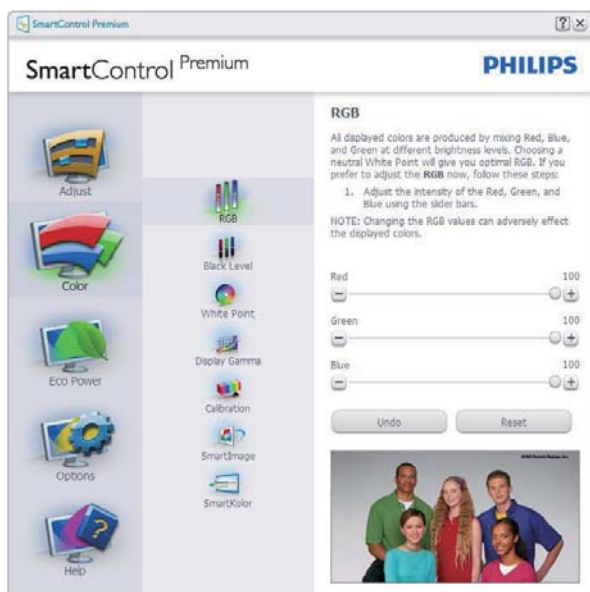 SmartControl Premium
SmartControl Premium
PHILIPS
Adjust
Color
Eco Power
Options
Help
RGB
Black Level
White Point
Display Gamma
Calibration
SmartImage
SmartKolor
RGB
All displayed colors are produced by mixing Red, Blue,
and Green at different brightness levels. Choosing a
neutral White Point will give you optimal RGB. If you
prefer to adjust the RGB now, follow these steps:
1. Adjust the intensity of the Red, Green, and
Blue using the slider bars.
NOTE: Changing the RGB values can adversely effect
the displayed colors.
Red 100
Green 100
Blue 100
Undo
Reset